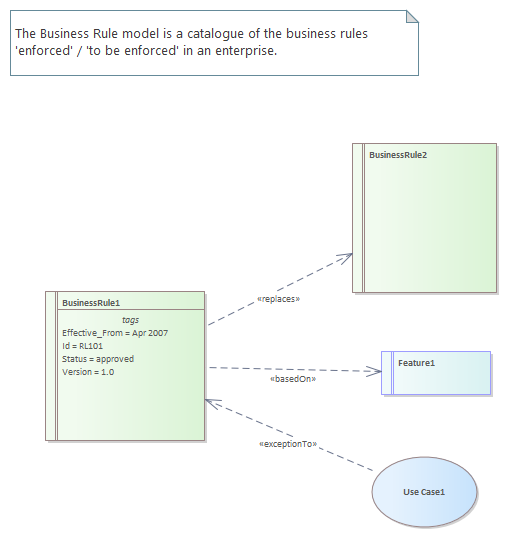 The Business Rule model is a catalogue of the business rules
'enforced' / 'to be enforced' in an enterprise.
BusinessRule2
BusinessRule1
tags
Effective_From = Apr 2007
Id = RL101
Status = approved
Version = 1.0
«replaces»
Feature1
«basedOn»
«exceptionTo»
Use Case1